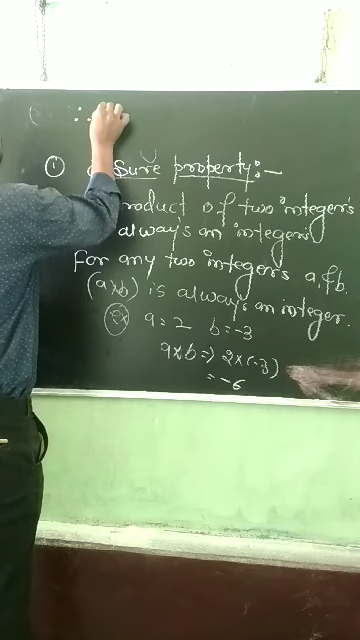 ① sure property:-
roduct of two integers
always an integers
For any two integers a, & b.
(a×b) is always an integer.
Ex a = 2 b = -3
a×b => 2×(-3)
= -6